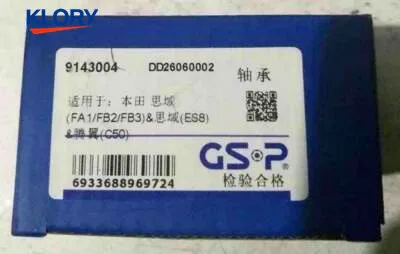 KLORY
9143004 DD26060002
轴承
适用于: 本田 思域
(FA1/FB2/FB3)&思域(ES8)
&腾翼(C50)
GSP®
6933688969724
检验合格